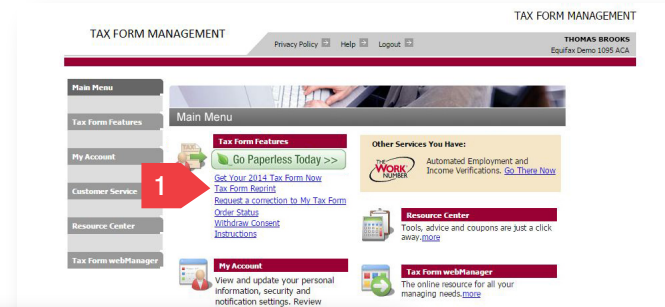 TAX FORM MANAGEMENT
TAX FORM MANAGEMENT
Privacy Policy Help Logout
THOMAS BROOKS
Equifax Demo 1095 ACA
Main Menu
Tax Form Features
My Account
Customer Service
Resource Center
Tax Form webManager
Main Menu
Tax Form Features
Go Paperless Today >>
Get Your 2014 Tax Form Now
1
Tax Form Reprint
Request a correction to My Tax Form
Order Status
Withdraw Consent
Instructions
My Account
View and update your personal
information, security and
notification settings. Review
Other Services You Have:
THE
WORK
NUMBER
Automated Employment and
Income Verifications. Go There Now
Resource Center
Tools, advice and coupons are just a click
away.more
Tax Form webManager
The online resource for all your
managing needs.more